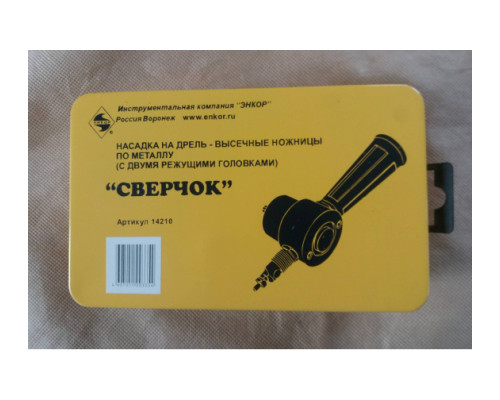 ЭНКОР
®
Инструментальная компания "ЭНКОР"
Россия Воронеж www.enkor.ru
НАСАДКА НА ДРЕЛЬ - ВЫСЕЧНЫЕ НОЖНИЦЫ
ПО МЕТАЛЛУ
(С ДВУМЯ РЕЖУЩИМИ ГОЛОВКАМИ)
“СВЕРЧОК”
Артикул 14210